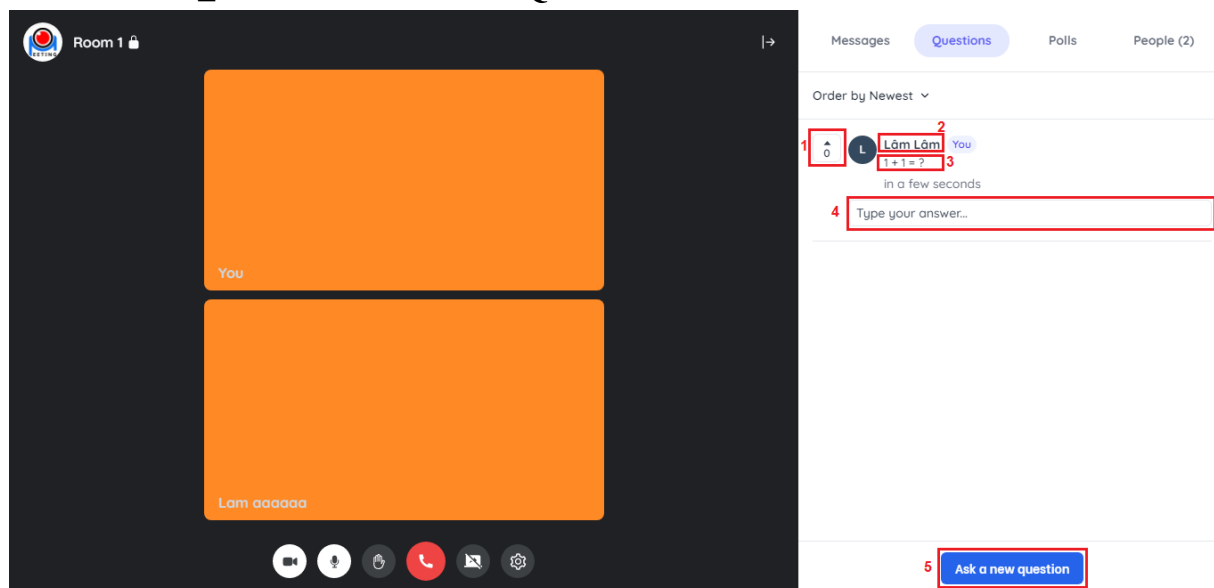 Room 1
Messages Questions Polls People (2)
Order by Newest
2
1 0 L Lâm Lâm You
1 + 1 = ? 3
in a few seconds
4 Type your answer...
You
Lam aaaaaa
5 Ask a new question